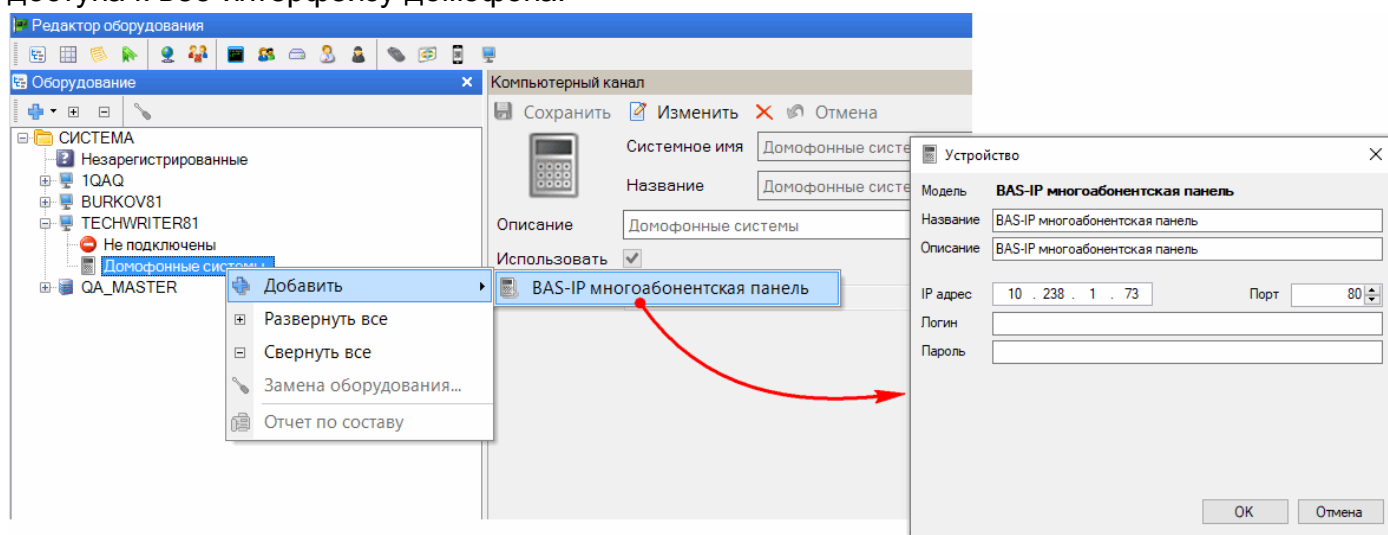 доступа к веб-интерфейсу домофона.
Редактор оборудования
Оборудование
СИСТЕМА
Незарегистрированные
1QAQ
BURKOV81
TECHWRITER81
Не подключены
Домофонные системы
QA_MASTER
Добавить
Развернуть все
Свернуть все
Замена оборудования...
Отчет по составу
BAS-IP многоабонентская панель
Компьютерный канал
Сохранить Изменить Отмена
Системное имя Домофонные систе
Название Домофонные систе
Описание Домофонные системы
Использовать
Устройство
Модель BAS-IP многоабонентская панель
Название BAS-IP многоабонентская панель
Описание BAS-IP многоабонентская панель
IP адрес 10 . 238 . 1 . 73 Порт 80
Логин
Пароль
OK Отмена